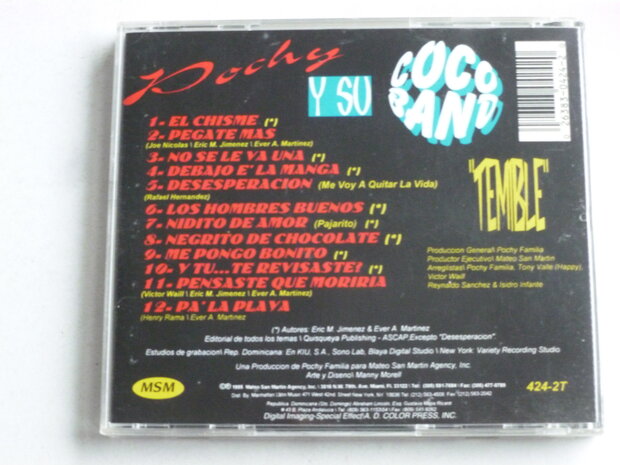 Pochy
Y SU
COCO BAND
"TEMIBLE"
1- EL CHISME (*)
2- PEGATE MAS
(Joe Nicolas \ Eric M. Jimenez \ Ever A. Martinez)
3- NO SE LE VA UNA (*)
4- DEBAJO E' LA MANGA (*)
5- DESESPERACION (Me Voy A Quitar La Vida)
(Rafael Hernandez)
6- LOS HOMBRES BUENOS (*)
7- NIDITO DE AMOR (Pajarito) (*)
8- NEGRITO DE CHOCOLATE (*)
9- ME PONGO BONITO (*)
10- Y TU...TE REVISASTE? (*)
11- PENSASTE QUE MORIRIA
(Victor Waill \ Eric M. Jimenez \ Ever A. Martinez)
12- PA' LA PLAYA
(Henry Rama \ Ever A. Martinez)
Produccion General\ Pochy Familia
Productor Ejecutivo\ Mateo San Martin
Arreglistas\ Pochy Familia, Tony Valle (Happy),
Victor Waill
Reynaldo Sanchez & Isidro Infante
(*) Autores: Eric M. Jimenez & Ever A. Martinez
Editorial de todos los temas \ Quisqueya Publishing - ASCAP.Excepto "Desesperacion"
Estudios de grabacion\ Rep. Dominicana: En KIU, S.A., Sono Lab, Blaya Digital Studio \ New York: Variety Recording Studio
Una Produccion de Pochy Familia para Mateo San Martin Agency, Inc.
Arte y Diseno\ Manny Morell
MSM
424-2T
Digital Imaging-Special Effect\ A. D. COLOR PRESS, INC.